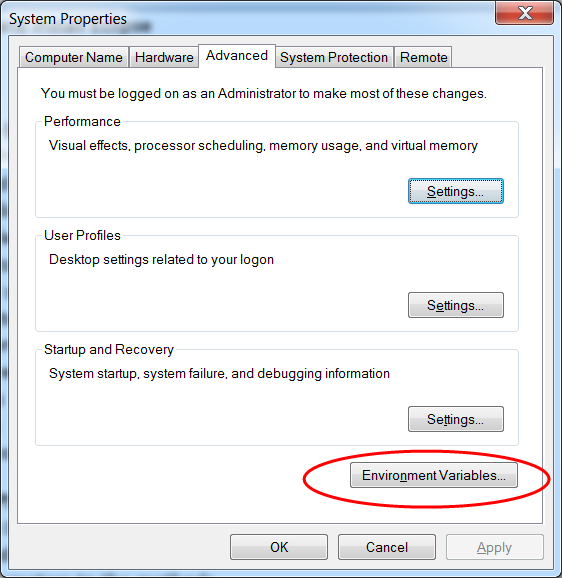 System Properties
Computer Name Hardware Advanced System Protection Remote
You must be logged on as an Administrator to make most of these changes.
Performance
Visual effects, processor scheduling, memory usage, and virtual memory
Settings...
User Profiles
Desktop settings related to your logon
Settings...
Startup and Recovery
System startup, system failure, and debugging information
Settings...
Environment Variables...
OK Cancel Apply